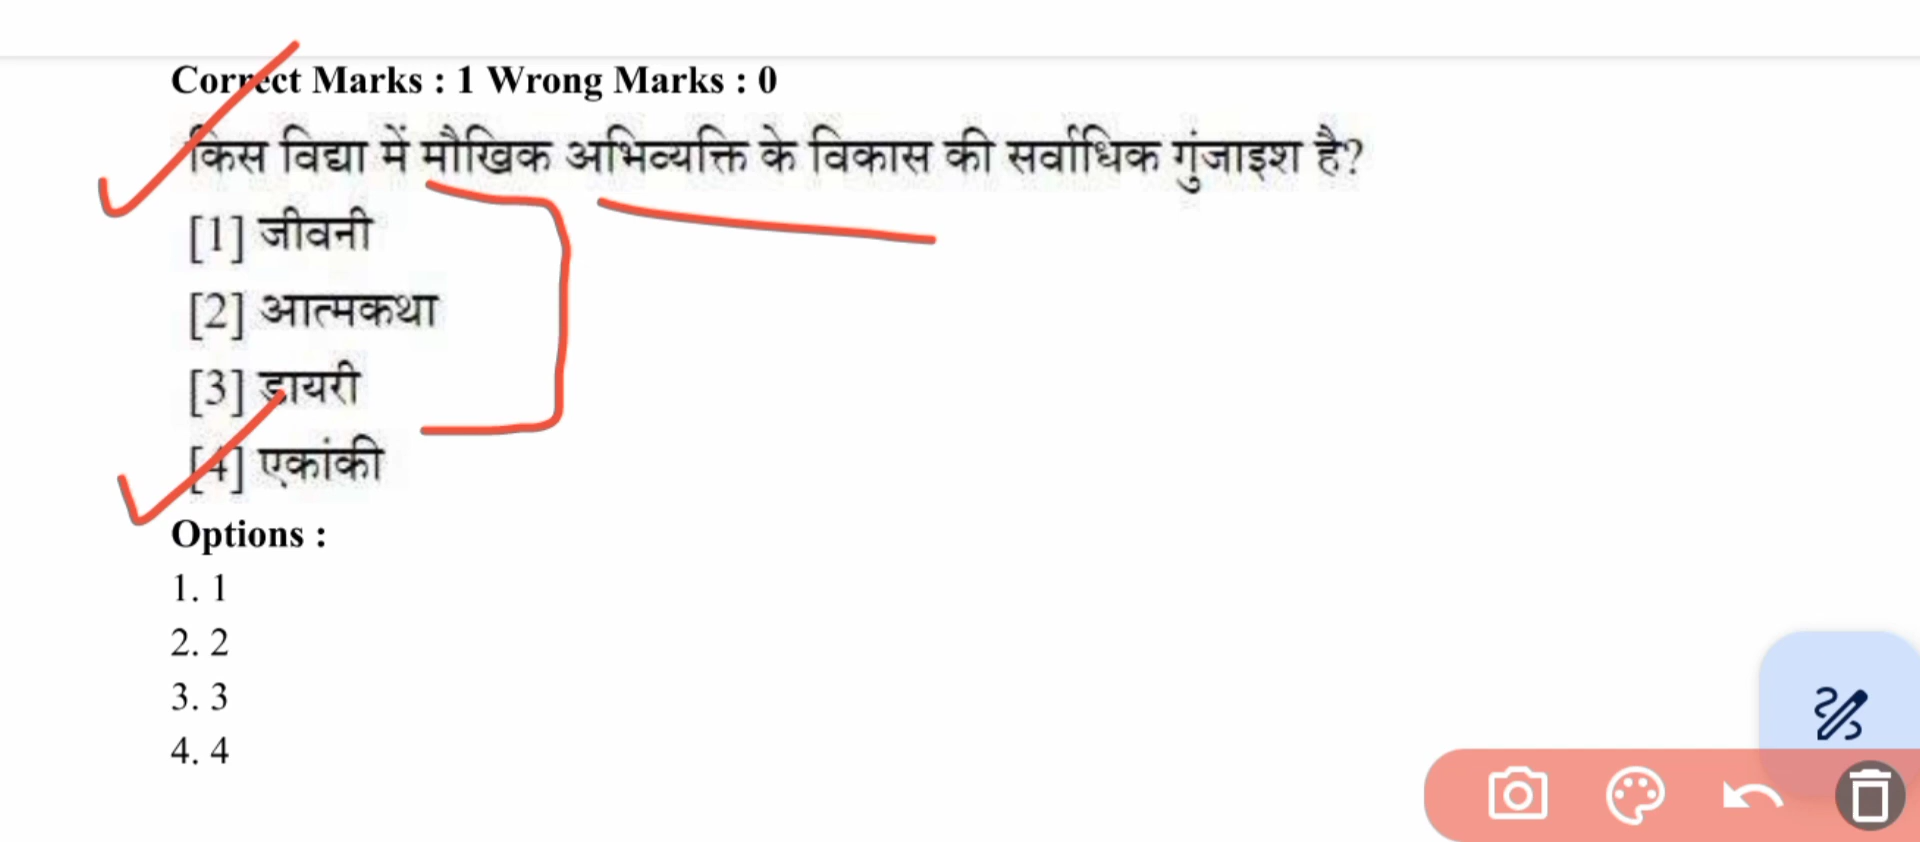 Correct Marks : 1 Wrong Marks : 0
किस विद्या में मौखिक अभिव्यक्ति के विकास की सर्वाधिक गुंजाइश है?
[1] जीवनी
[2] आत्मकथा
[3] डायरी
[4] एकांकी
Options :
1. 1
2. 2
3. 3
4. 4